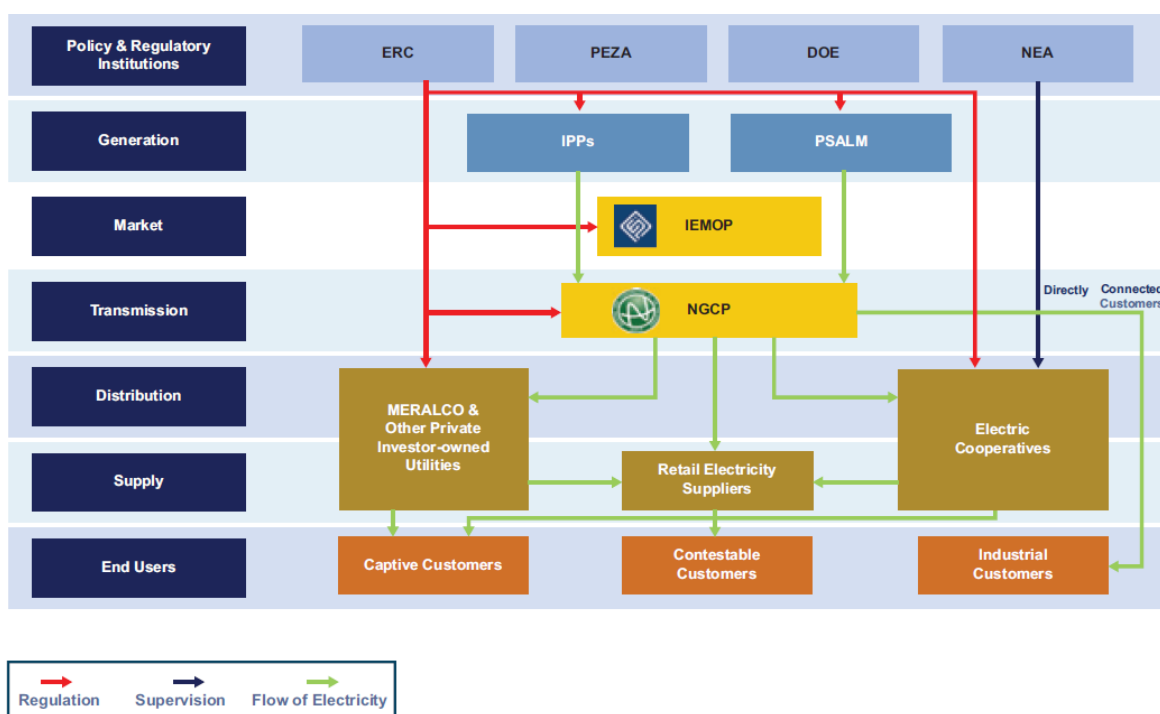 Policy & Regulatory
Institutions
ERC
PEZA
DOE
NEA
Generation
IPPs
PSALM
Market
IEMOP
Transmission
NGCP
Directly Connected
Customers
Distribution
MERALCO &
Other Private
Investor-owned
Utilities
Electric
Cooperatives
Supply
Retail Electricity
Suppliers
End Users
Captive Customers
Contestable
Customers
Industrial
Customers
Regulation
Supervision
Flow of Electricity